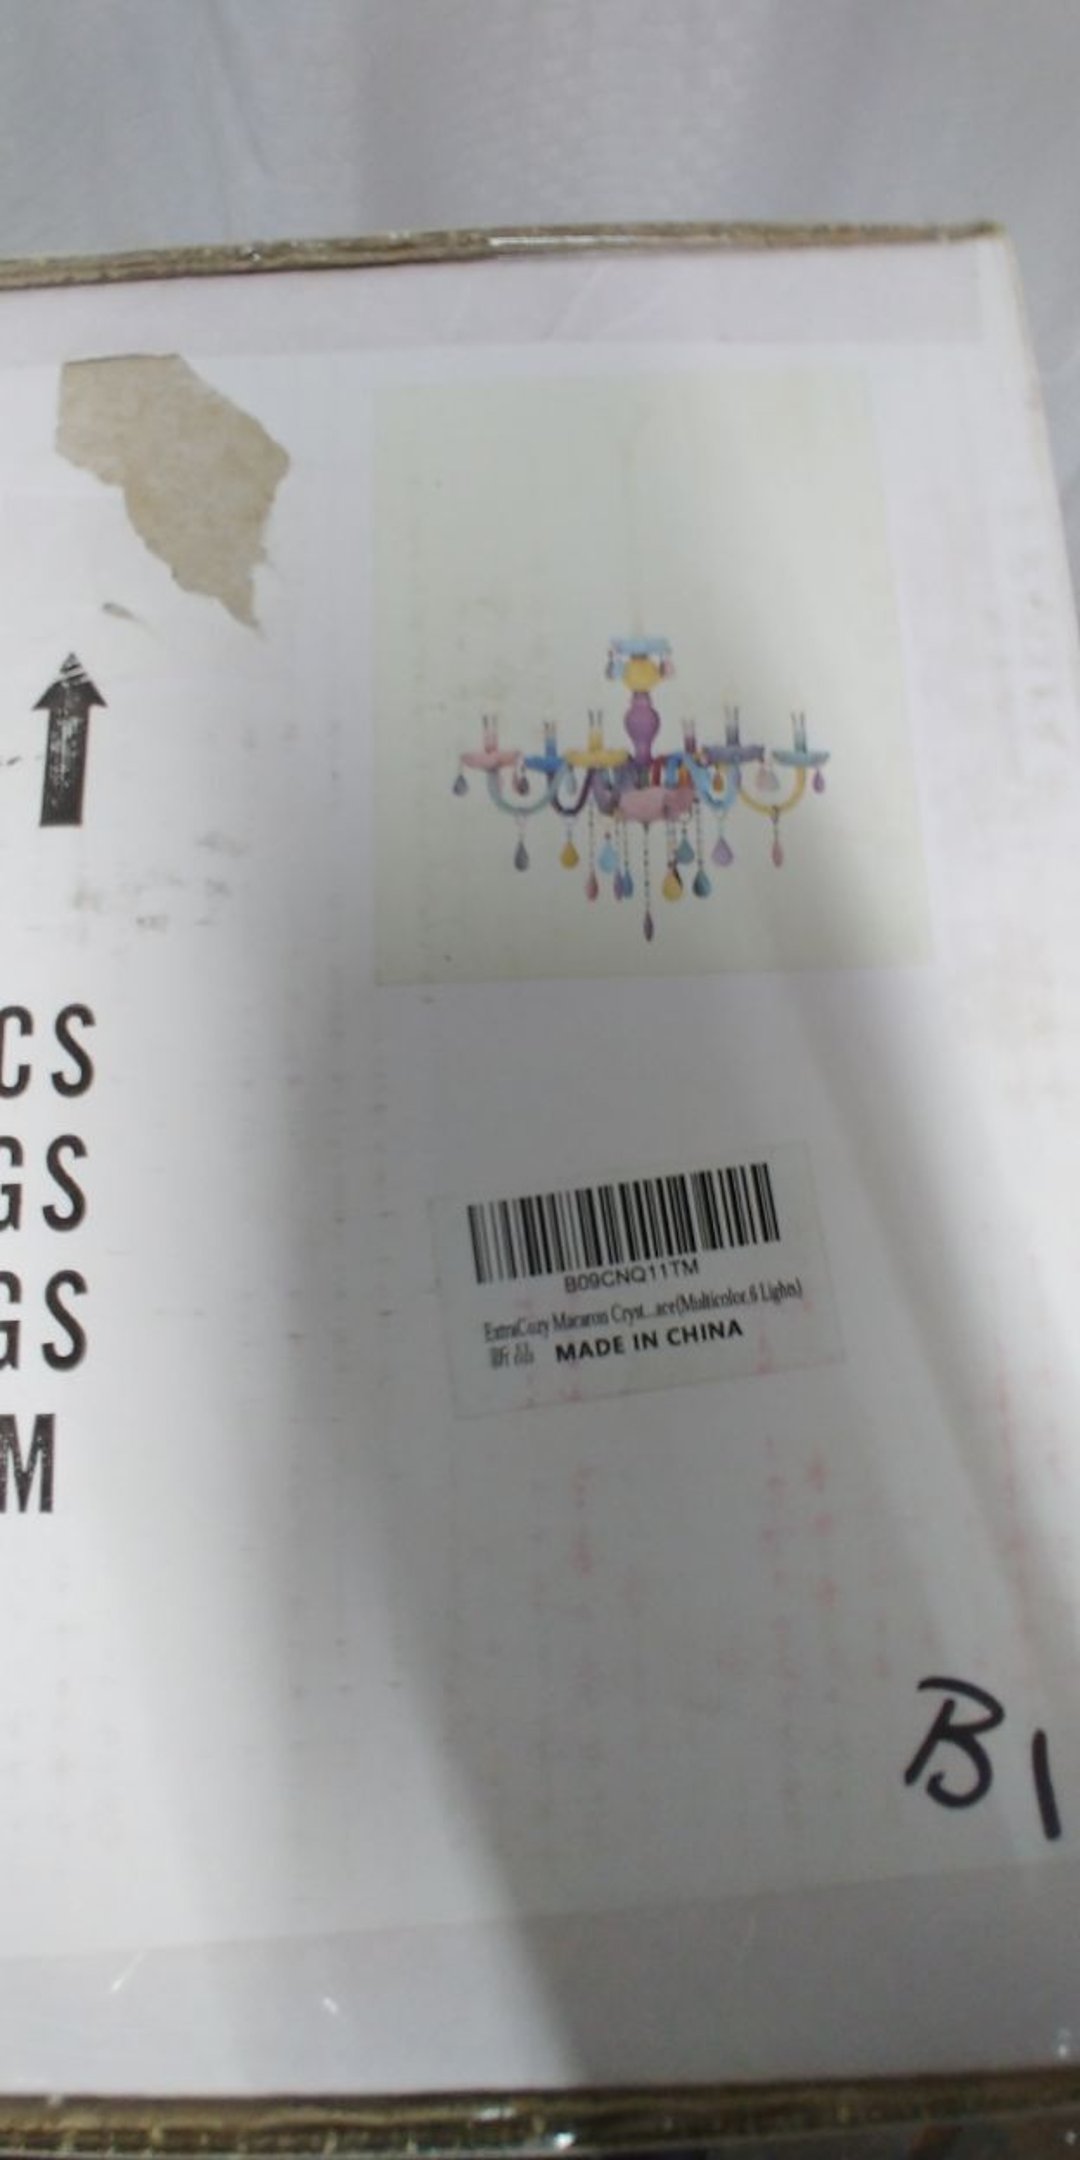 CS
GS
GS
M
B09CNQ11TM
ExtraCozy Macaron Cryst...ace(Multicolor,6 Lights)
新品 MADE IN CHINA
B1